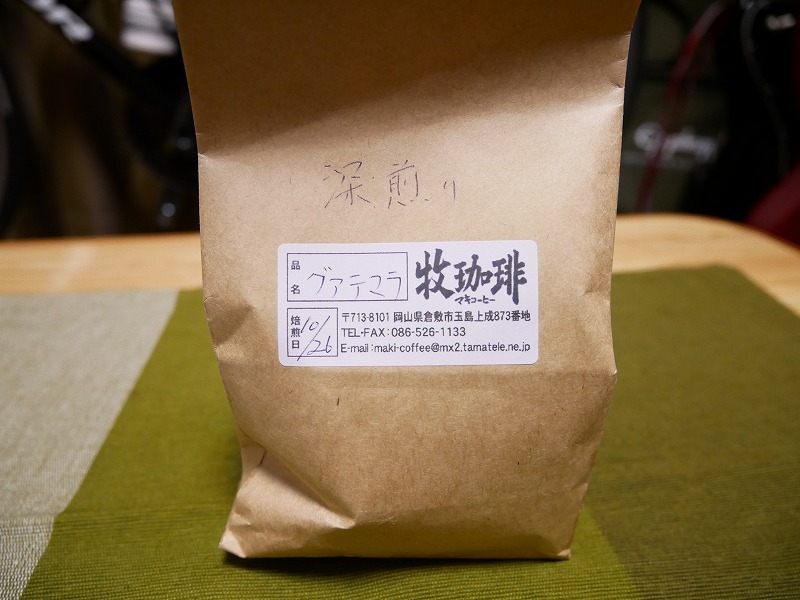 深煎り
品名 グアテマラ
牧珈琲
マキコーヒー
焙煎日 10/26
〒713-8101 岡山県倉敷市玉島上成873番地
TEL・FAX：086-526-1133
E-mail：maki-coffee@mx2.tamatele.ne.jp